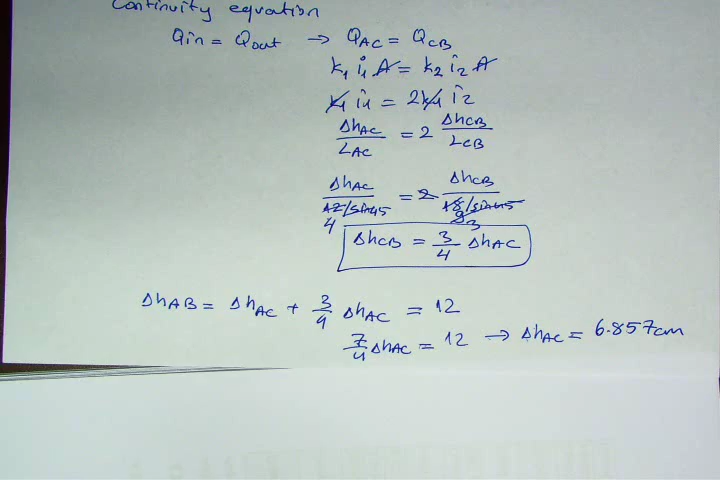 Continuity equation
Qin = Qout → QAC = QCB
k1 i1 A = k2 i2 A
k1 i1 = 2k1 i2
ΔhAC / LAC = 2 ΔhCB / LCB
ΔhAC / 12/sin45 = 2 ΔhCB / 18/sin45
4 9 3
ΔhCB = 3/4 ΔhAC
ΔhAB = ΔhAC + 3/4 ΔhAC = 12
7/4 ΔhAC = 12 → ΔhAC = 6.857cm